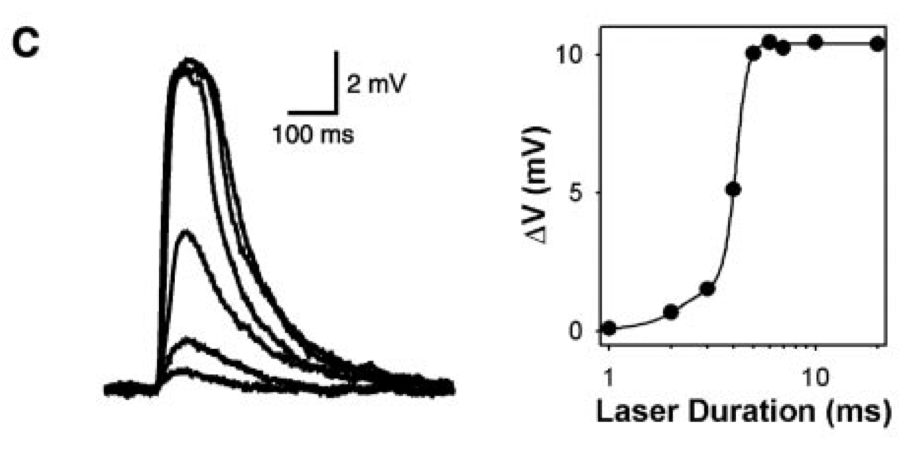 C
2 mV
100 ms
ΔV (mV)
10
5
0
1
10
Laser Duration (ms)